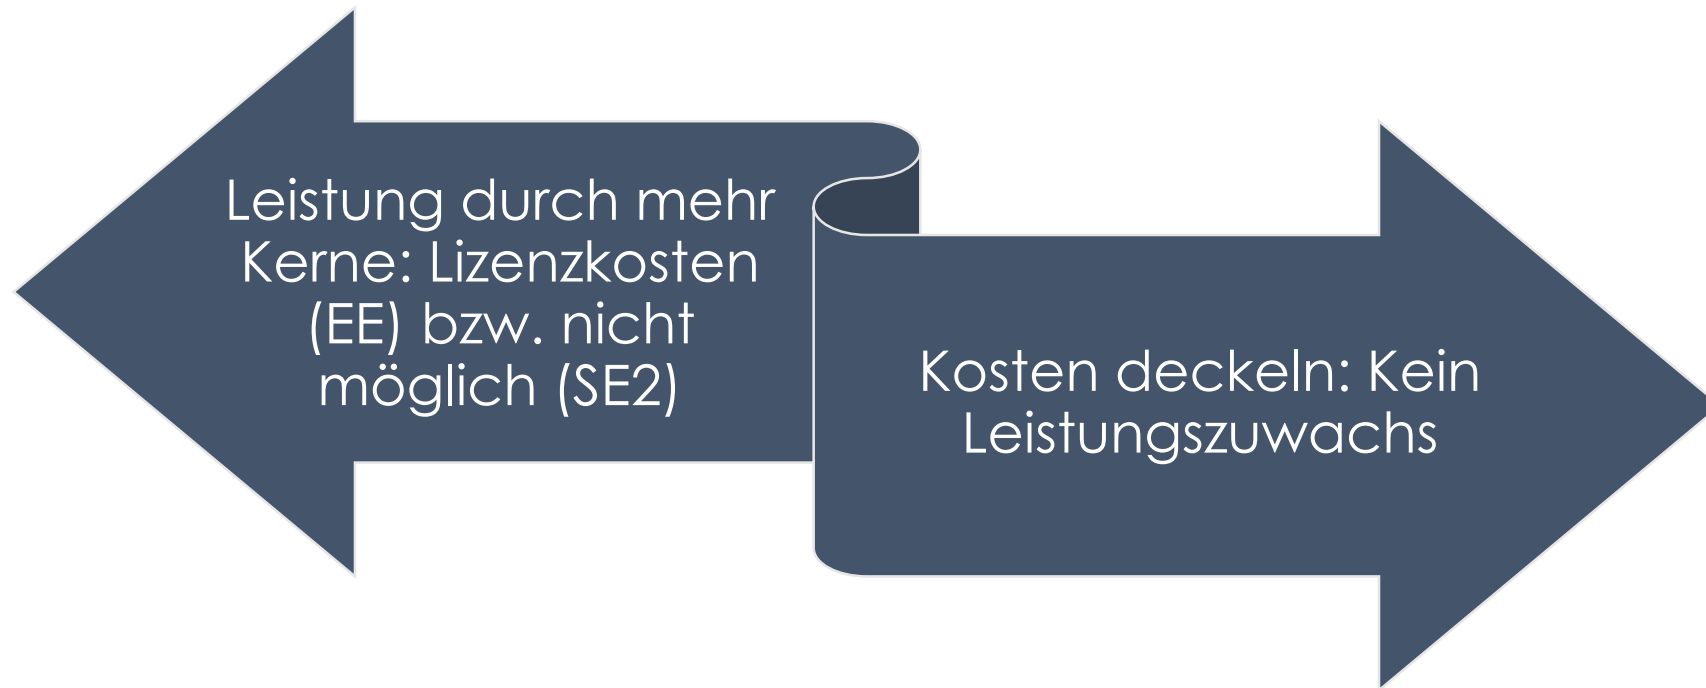 Leistung durch mehr
Kerne: Lizenzkosten
(EE) bzw. nicht
möglich (SE2)
Kosten deckeln: Kein
Leistungszuwachs